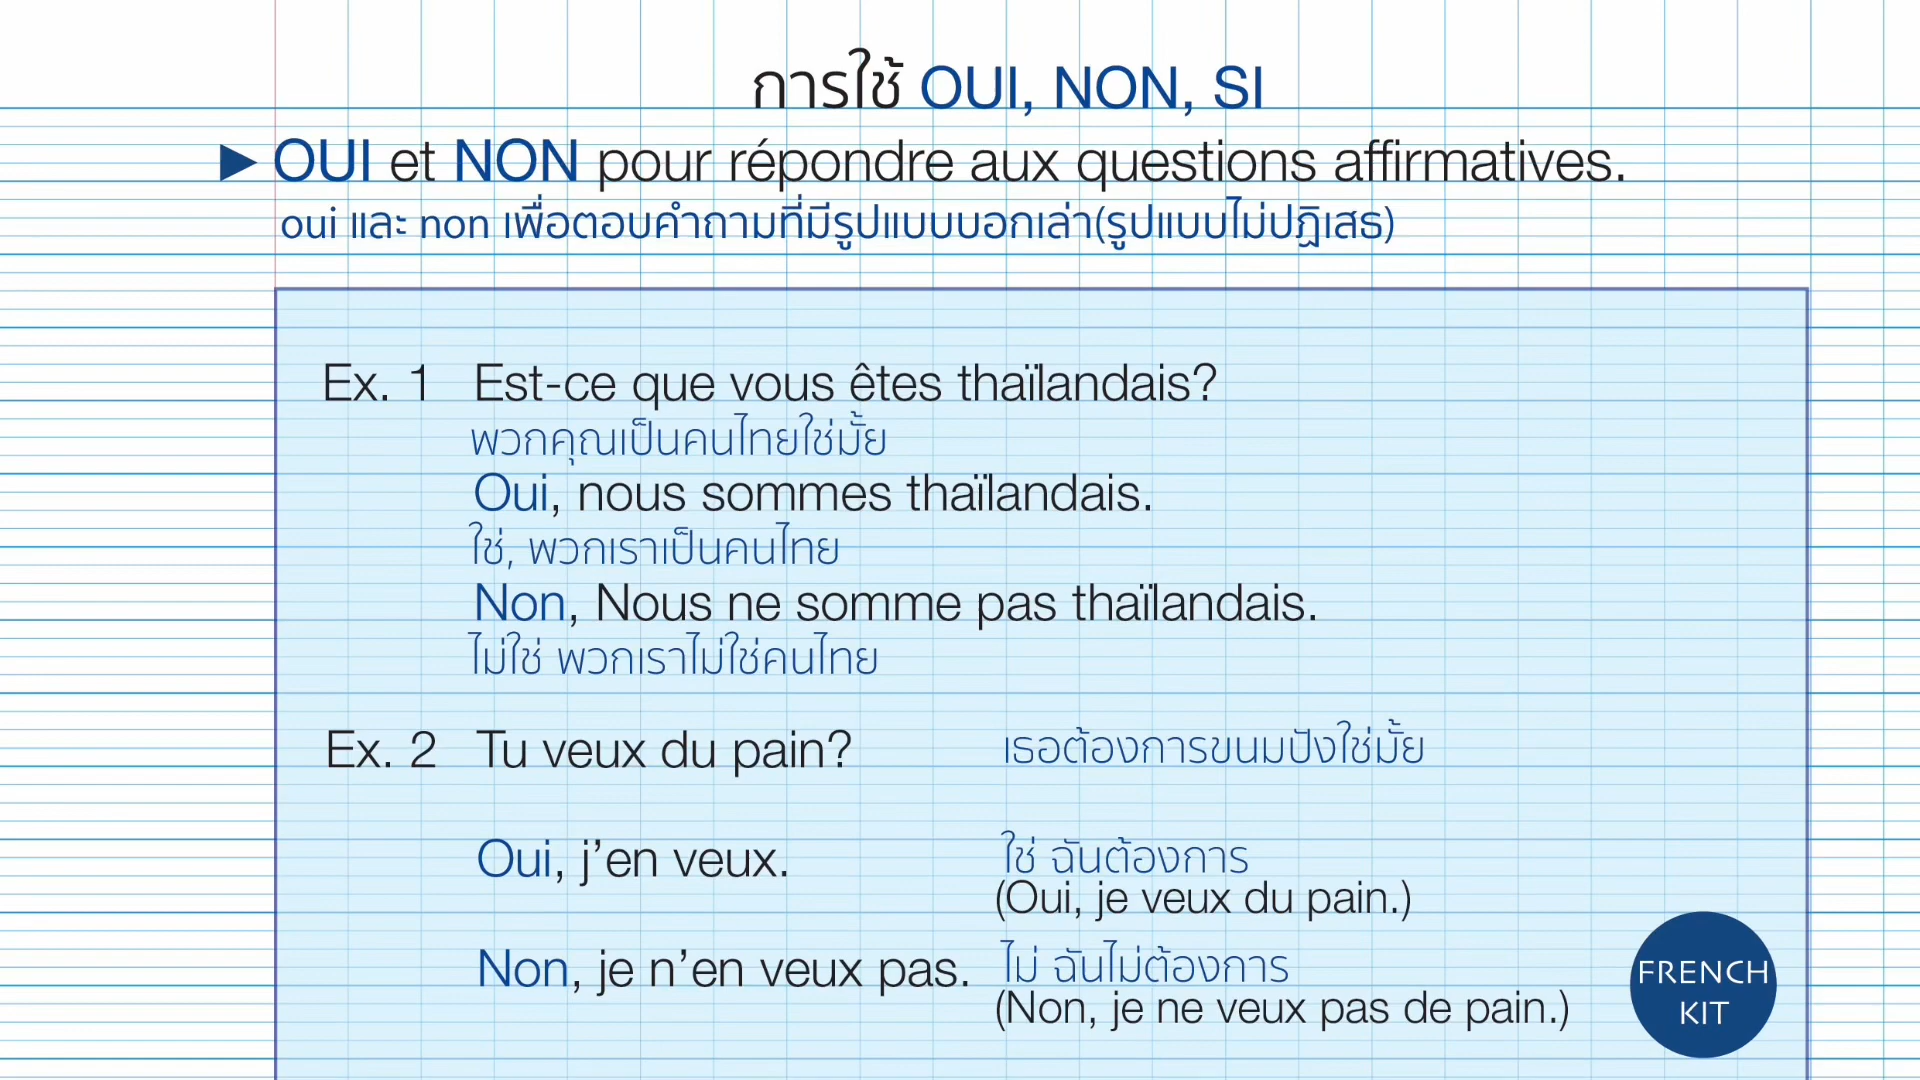 การใช้ OUI, NON, SI
► OUI et NON pour répondre aux questions affirmatives.
oui และ non เพื่อตอบคำถามที่มีรูปแบบบอกเล่า(รูปแบบไม่ปฏิเสธ)
Ex. 1 Est-ce que vous êtes thaïlandais?
พวกคุณเป็นคนไทยใช่มั้ย
Oui, nous sommes thaïlandais.
ใช่, พวกเราเป็นคนไทย
Non, Nous ne somme pas thaïlandais.
ไม่ใช่ พวกเราไม่ใช่คนไทย
Ex. 2 Tu veux du pain? เธอต้องการขนมปังใช่มั้ย
Oui, j’en veux. ใช่ ฉันต้องการ
(Oui, je veux du pain.)
Non, je n’en veux pas. ไม่ ฉันไม่ต้องการ
(Non, je ne veux pas de pain.)
FRENCH
KIT